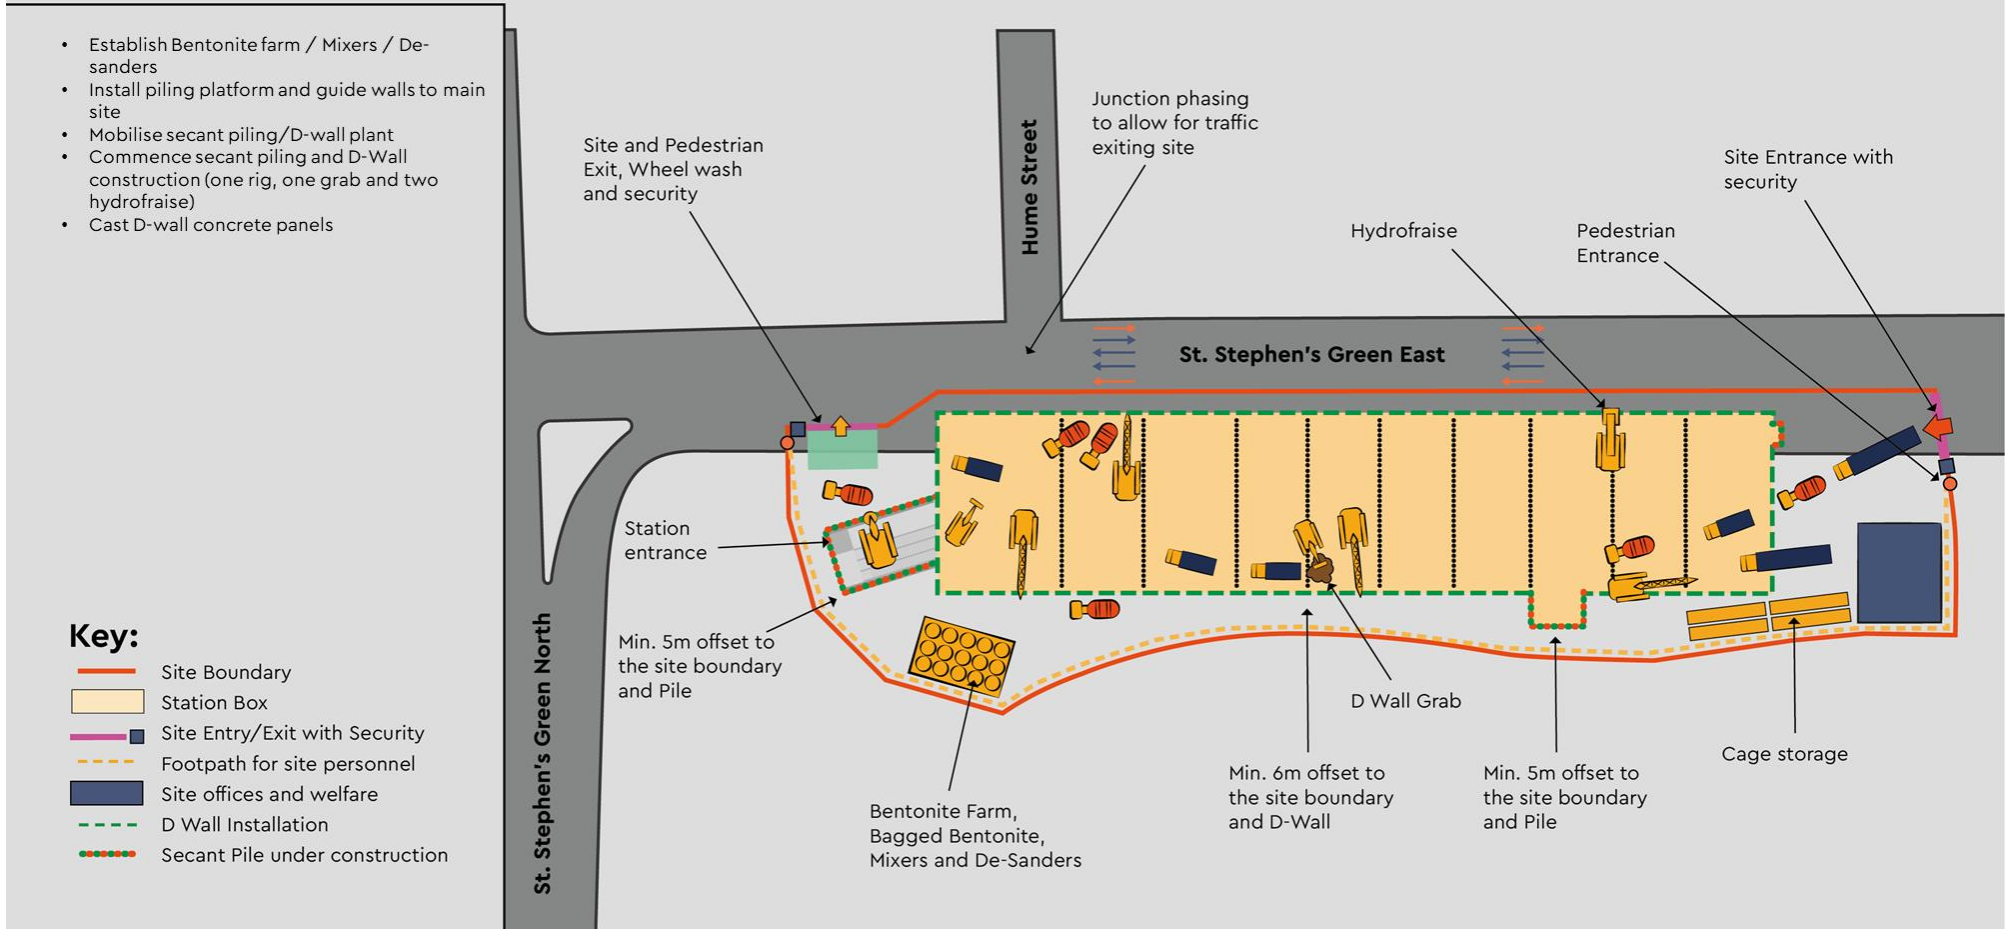 • Establish Bentonite farm / Mixers / De-
sanders
• Install piling platform and guide walls to main
site
• Mobilise secant piling/D-wall plant
• Commence secant piling and D-Wall
construction (one rig, one grab and two
hydrofraise)
• Cast D-wall concrete panels
Site and Pedestrian
Exit, Wheel wash
and security
Hume Street
Junction phasing
to allow for traffic
exiting site
Site Entrance with
security
Hydrofraise
Pedestrian
Entrance
St. Stephen's Green East
Station
entrance
Min. 5m offset to
the site boundary
and Pile
D Wall Grab
Min. 6m offset to
the site boundary
and D-Wall
Min. 5m offset to
the site boundary
and Pile
Cage storage
Bentonite Farm,
Bagged Bentonite,
Mixers and De-Sanders
St. Stephen's Green North
Key:
Site Boundary
Station Box
Site Entry/Exit with Security
Footpath for site personnel
Site offices and welfare
D Wall Installation
Secant Pile under construction